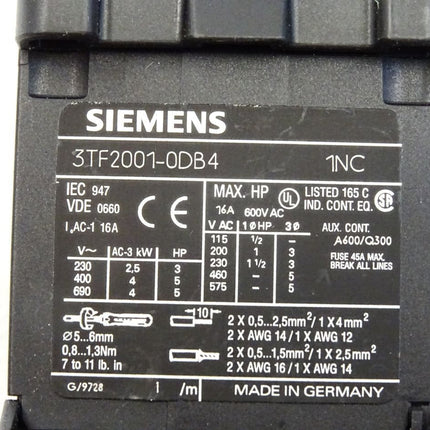 SIEMENS
3TF2001-0DB4 1NC
IEC 947
VDE 0660
CE
MAX. HP
16A 600V AC
UL LISTED 165 C
IND. CONT. EQ.
I AC-1 16A
AUX. CONT.
A600/Q300
FUSE 45A MAX.
BREAK ALL LINES
V~ AC-3 kW HP
230 2,5 3
400 4 5
690 4 5
V AC 1ØHP 3Ø
115 1/2 -
200 1 3
230 1 1/2 3
460 - 5
575 - 5
Ø 5...6mm
0,8...1,3Nm
7 to 11 lb. in
10
2 X 0,5...2,5mm²/1 X 4mm²
2 X AWG 14/1 X AWG 12
2 X 0,5...1,5mm²/1 X 2,5mm²
2 X AWG 16/1 X AWG 14
G/9728 /m MADE IN GERMANY